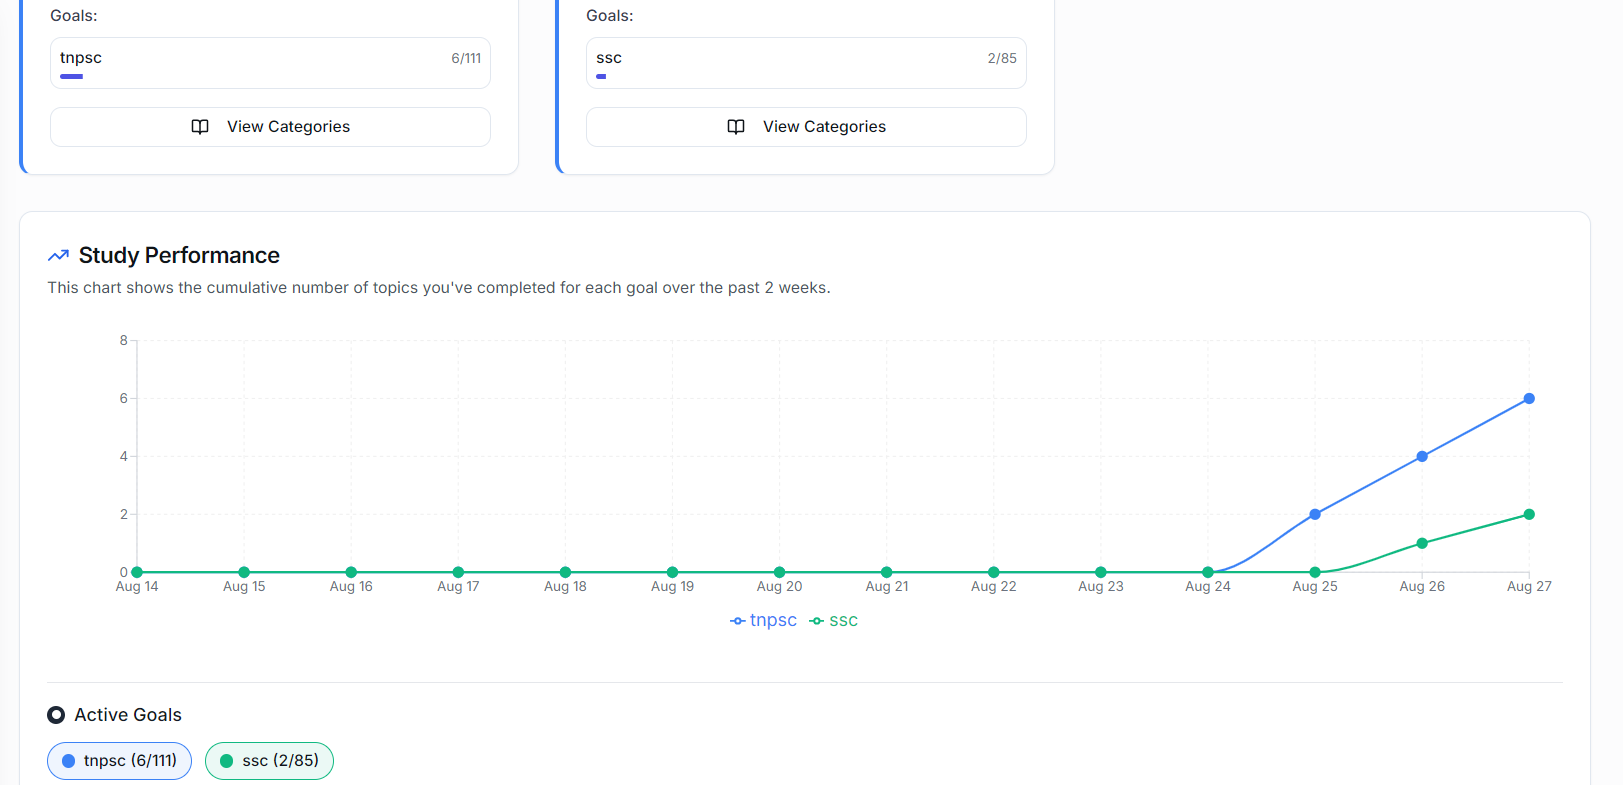 Goals:
tnpsc 6/111
View Categories
Goals:
ssc 2/85
View Categories
Study Performance
This chart shows the cumulative number of topics you've completed for each goal over the past 2 weeks.
8
6
4
2
0
Aug 14 Aug 15 Aug 16 Aug 17 Aug 18 Aug 19 Aug 20 Aug 21 Aug 22 Aug 23 Aug 24 Aug 25 Aug 26 Aug 27
tnpsc ssc
Active Goals
tnpsc (6/111) ssc (2/85)